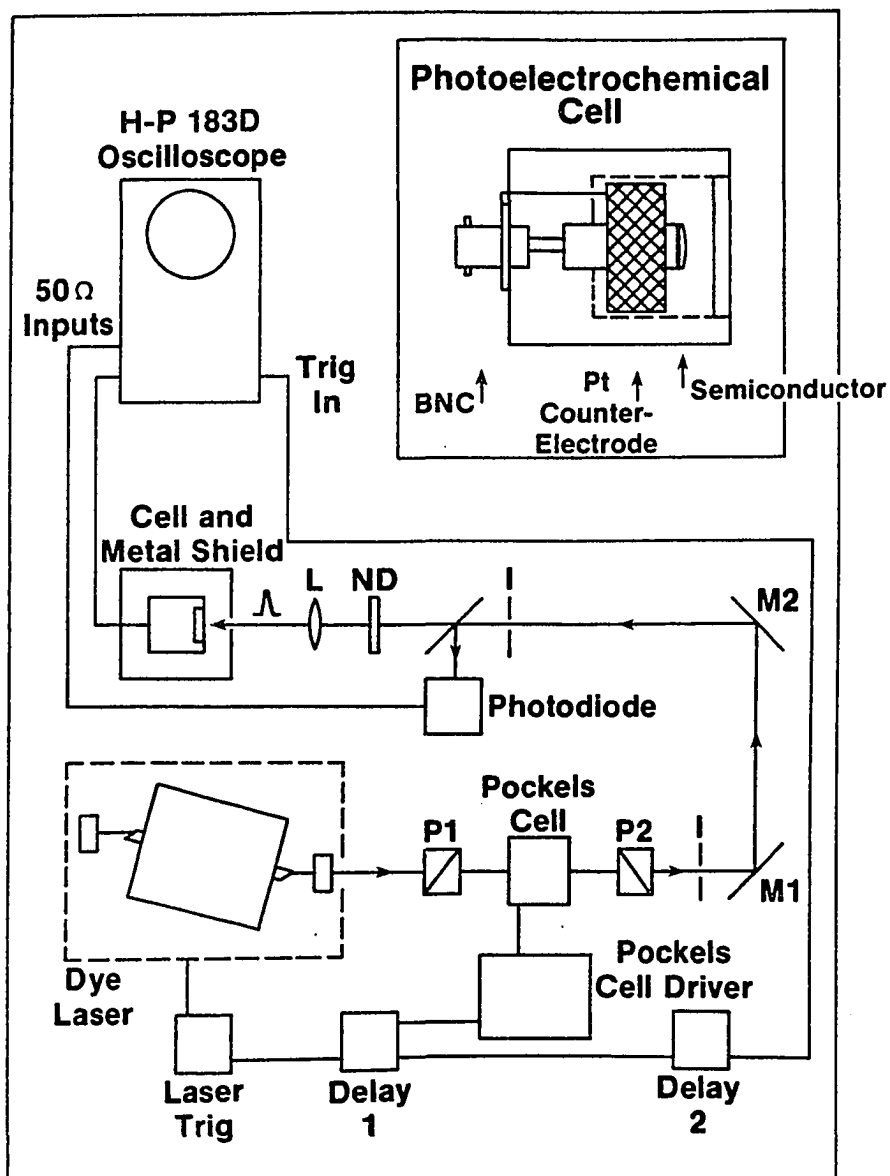 Photoelectrochemical
Cell
H-P 183D
Oscilloscope
50Ω
Inputs
Trig
In
BNC
Pt
Counter-
Electrode
Semiconductor
Cell and
Metal Shield
L
ND
I
M2
Photodiode
Pockels
Cell
P1
P2
I
M1
Dye
Laser
Pockels
Cell Driver
Laser
Trig
Delay
1
Delay
2